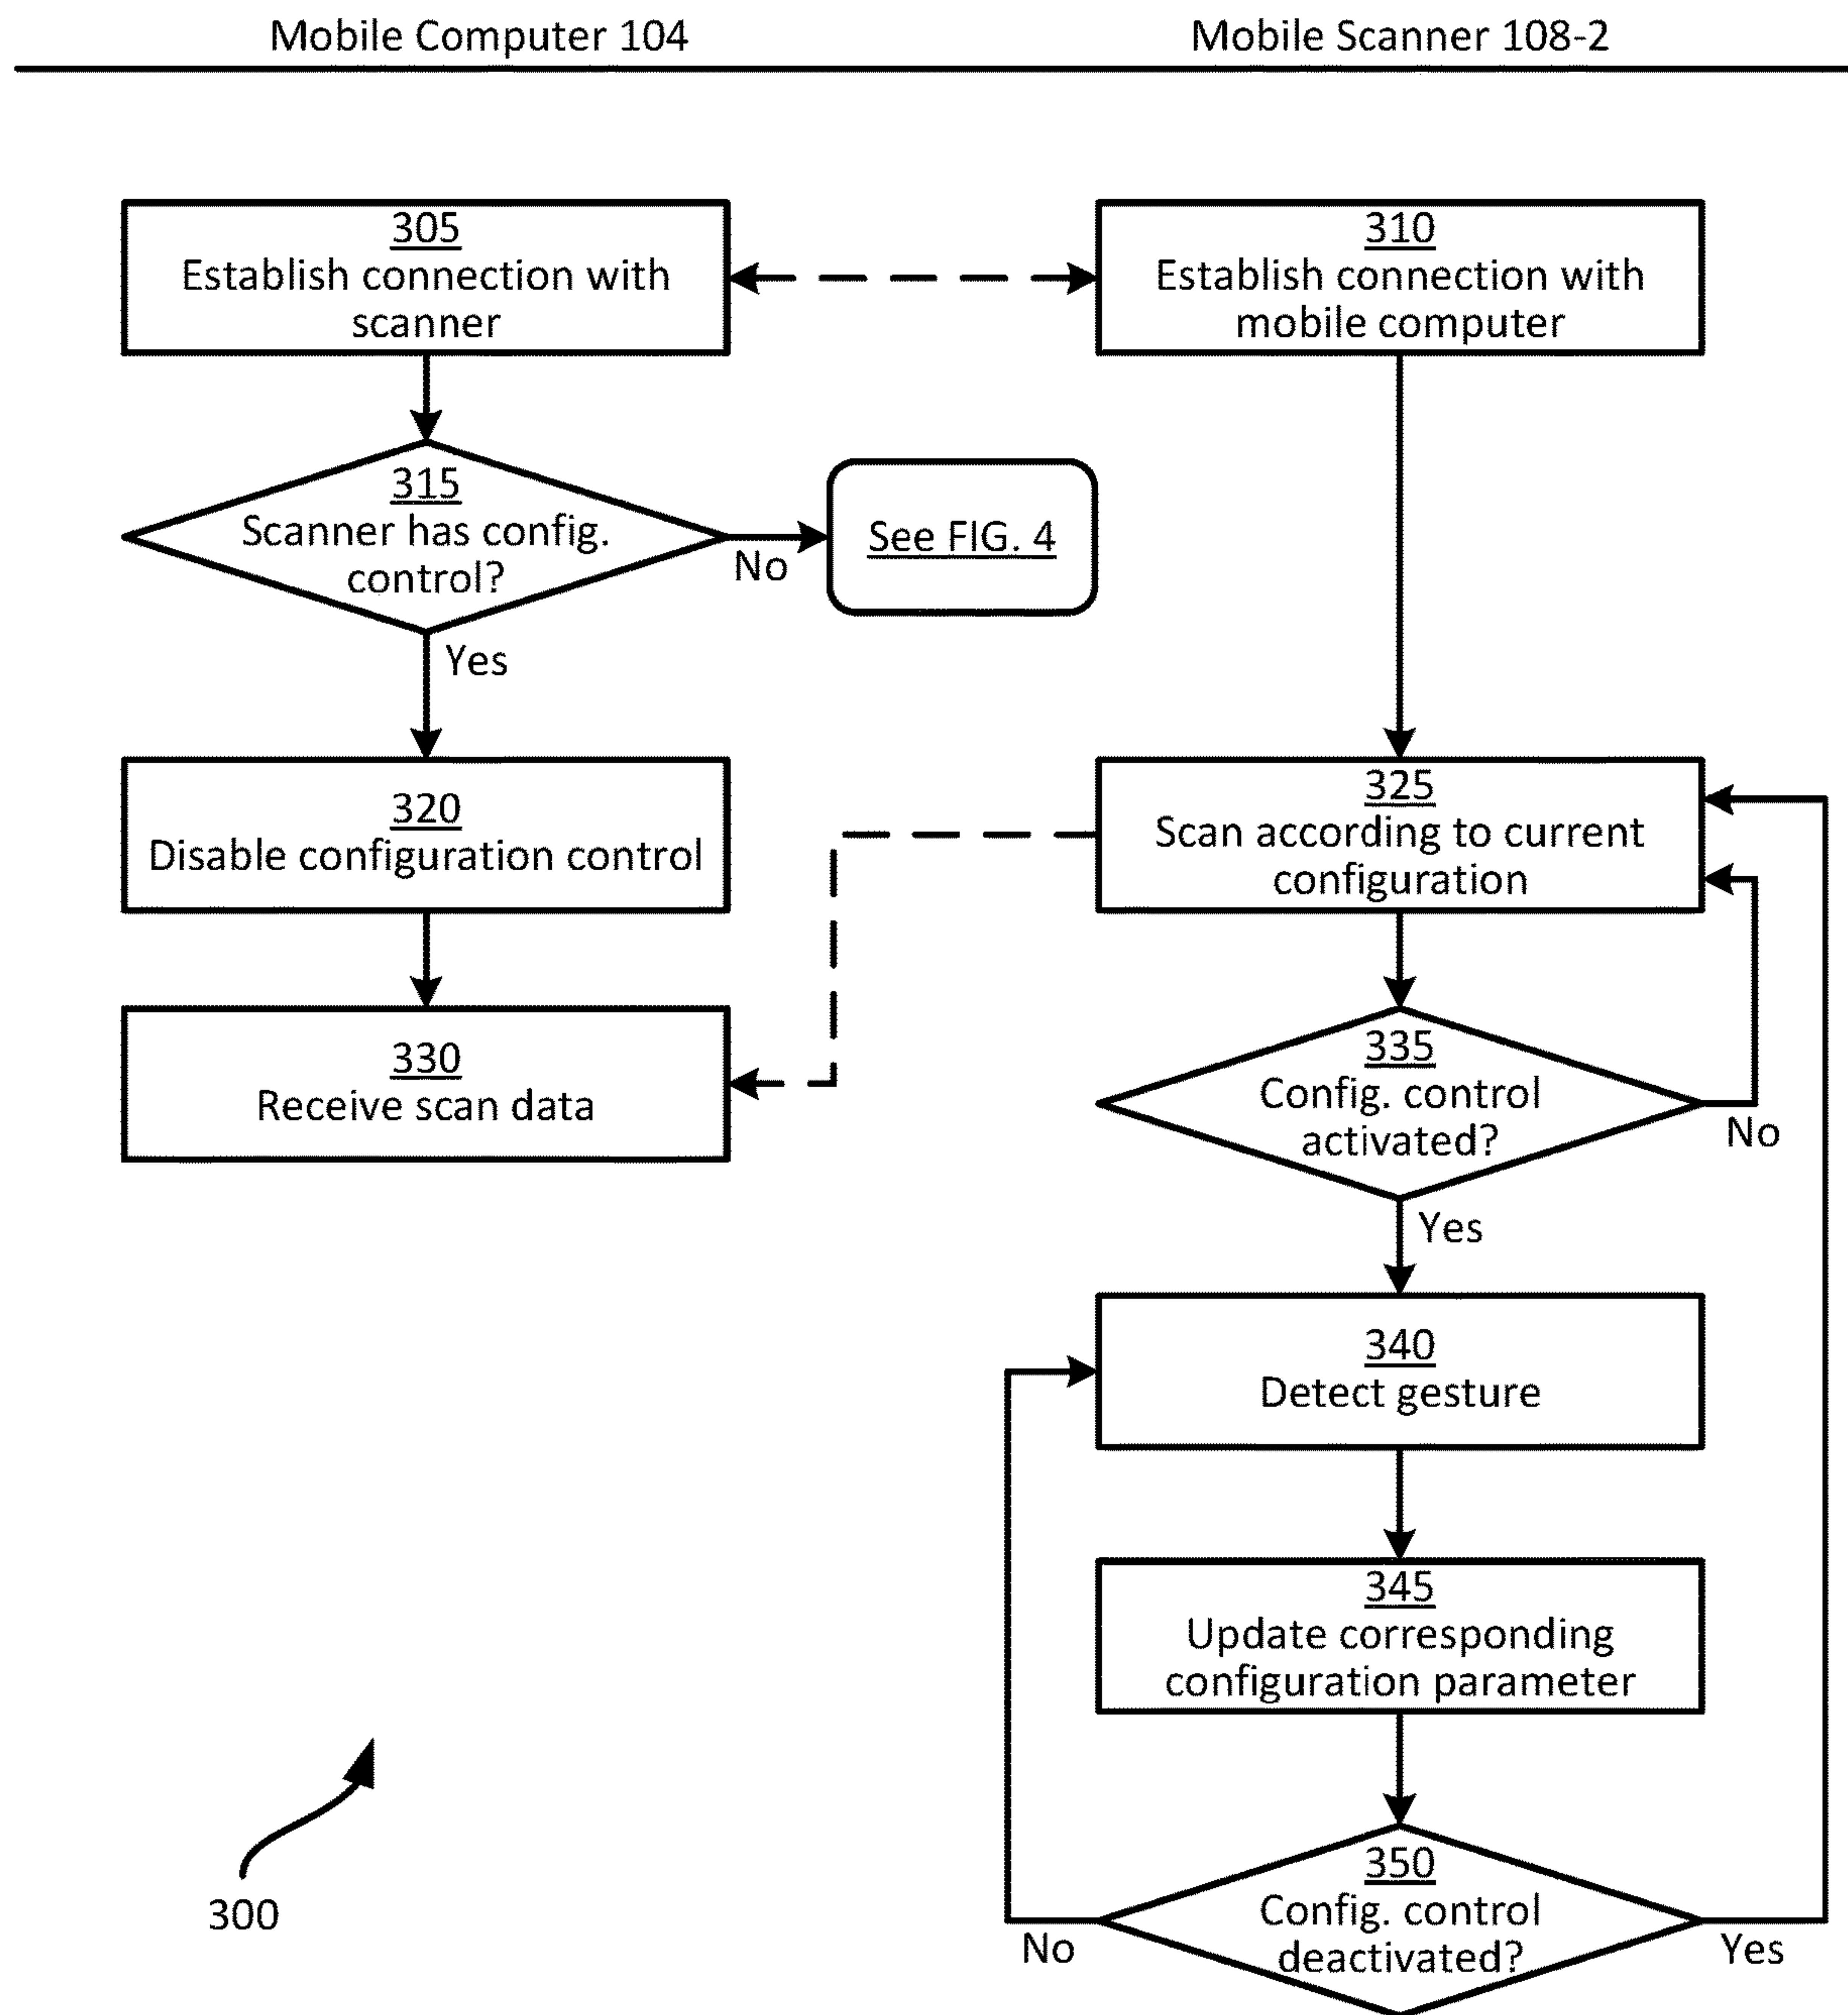 Mobile Computer 104
Mobile Scanner 108-2
305
Establish connection with
scanner
310
Establish connection with
mobile computer
315
Scanner has config.
control?
No
See FIG. 4
Yes
320
Disable configuration control
325
Scan according to current
configuration
330
Receive scan data
335
Config. control
activated?
No
Yes
340
Detect gesture
345
Update corresponding
configuration parameter
350
Config. control
deactivated?
No
Yes
300